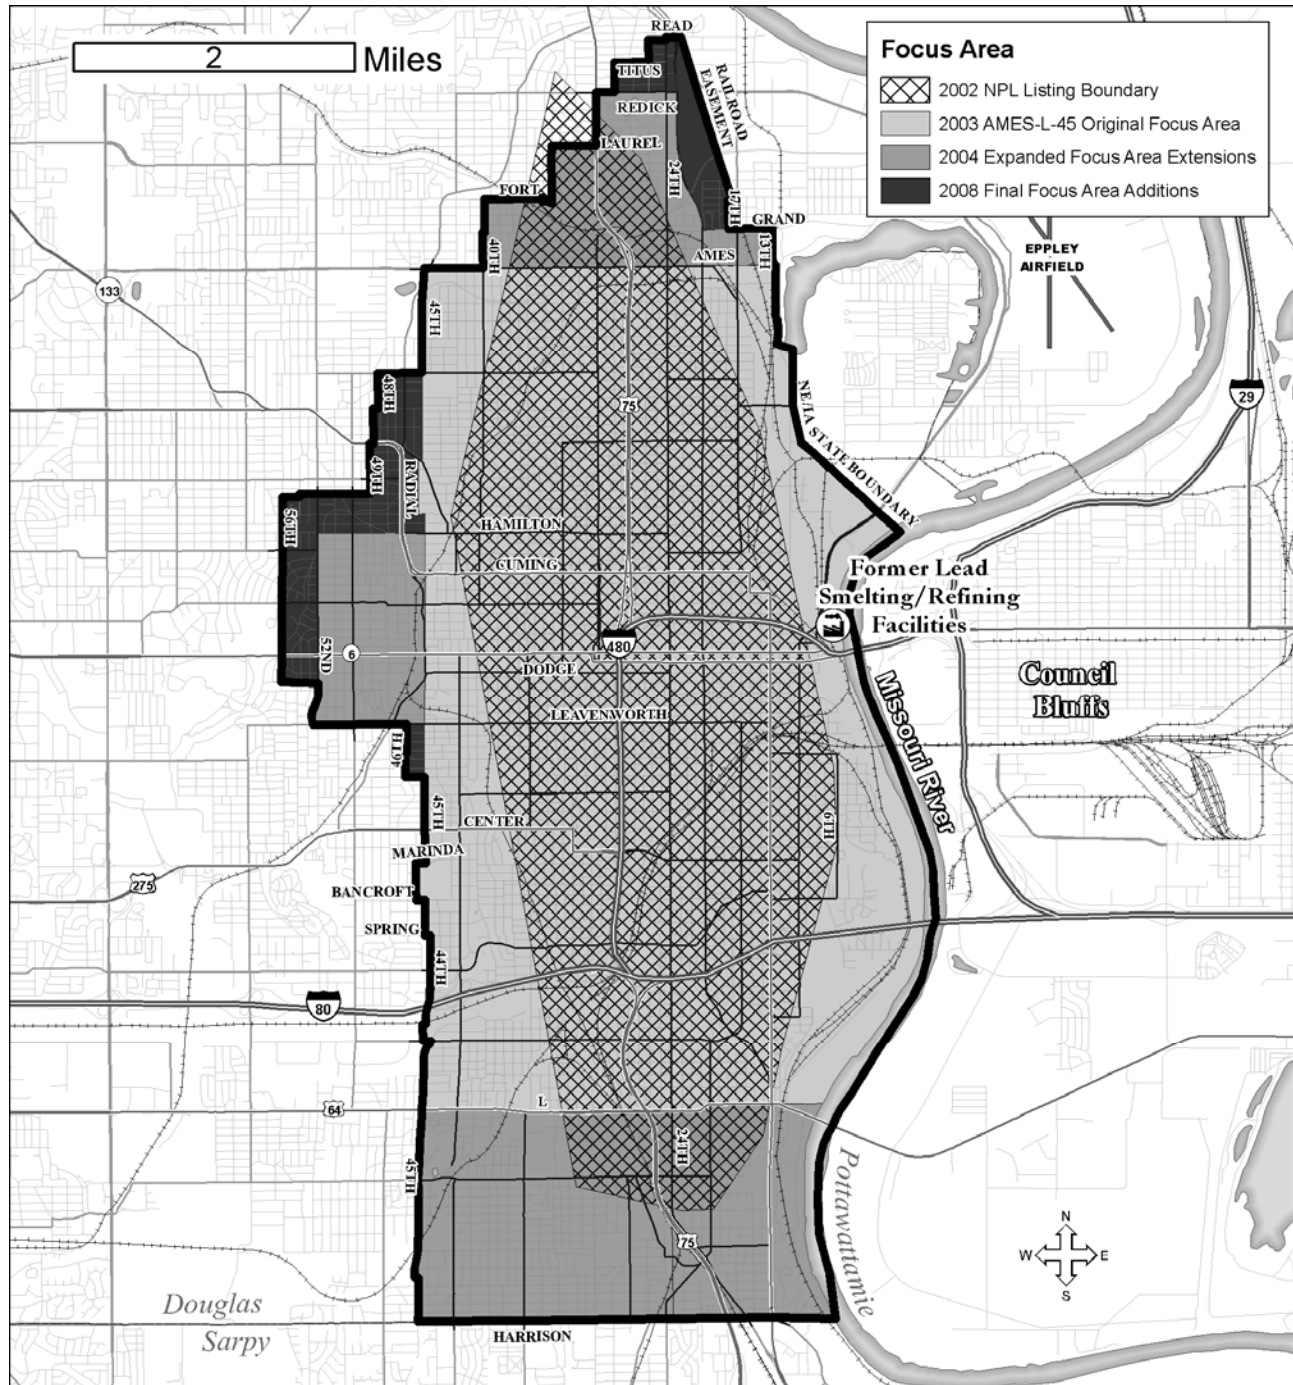 READ
2 Miles
TITUS
REDICK
RAILROAD
EASEMENT
LAUREL
24TH
FORT
17TH
GRAND
40TH
AMES
13TH
Focus Area
2002 NPL Listing Boundary
2003 AMES-L-45 Original Focus Area
2004 Expanded Focus Area Extensions
2008 Final Focus Area Additions
EPPLEY
AIRFIELD
133
45TH
48TH
75
NE/IA STATE BOUNDARY
29
49TH
RADIAL
56TH
HAMILTON
CUMING
Former Lead
Smelting/Refining
Facilities
480
52ND
6
DODGE
Council
Bluffs
LEAVENWORTH
46TH
Missouri River
45TH
CENTER
6TH
MARINDA
275
BANCROFT
SPRING
44TH
80
64
L
24TH
45TH
Pottawattamie
75
N
W E
S
Douglas
Sarpy
HARRISON